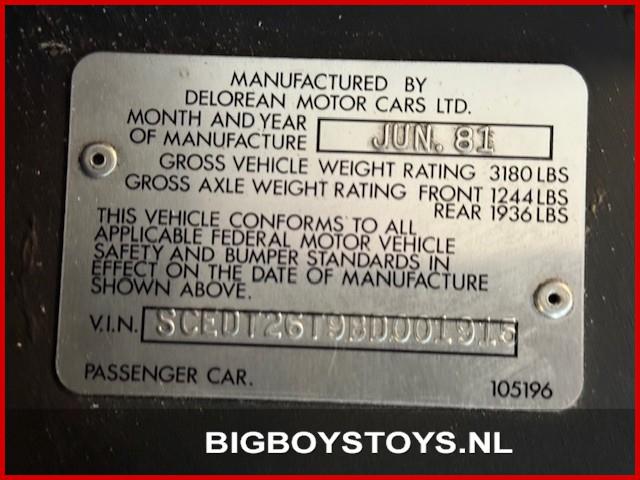 MANUFACTURED BY
DELOREAN MOTOR CARS LTD.
MONTH AND YEAR
OF MANUFACTURE JUN. 81
GROSS VEHICLE WEIGHT RATING 3180 LBS
GROSS AXLE WEIGHT RATING FRONT 1244 LBS
REAR 1936 LBS
THIS VEHICLE CONFORMS TO ALL
APPLICABLE FEDERAL MOTOR VEHICLE
SAFETY AND BUMPER STANDARDS IN
EFFECT ON THE DATE OF MANUFACTURE
SHOWN ABOVE.
V.I.N. SCEDT26T9BD001915
PASSENGER CAR. 105196
BIGBOYSTOYS.NL